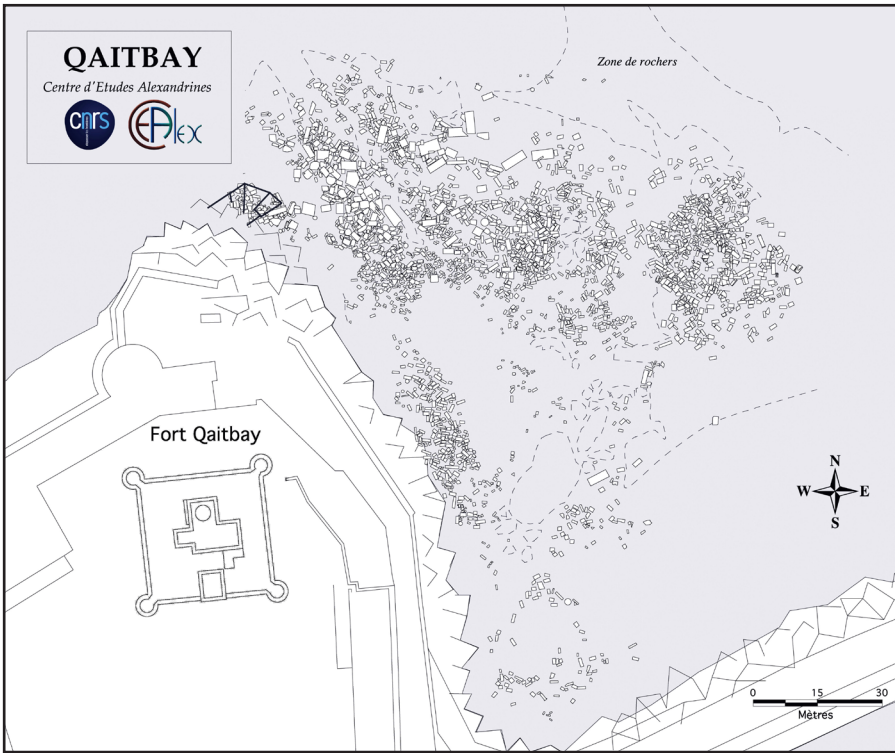 QAITBAY
Centre d'Etudes Alexandrines
cnrs
CEAlex
Zone de rochers
Fort Qaitbay
N
W E
S
0 15 30
Mètres